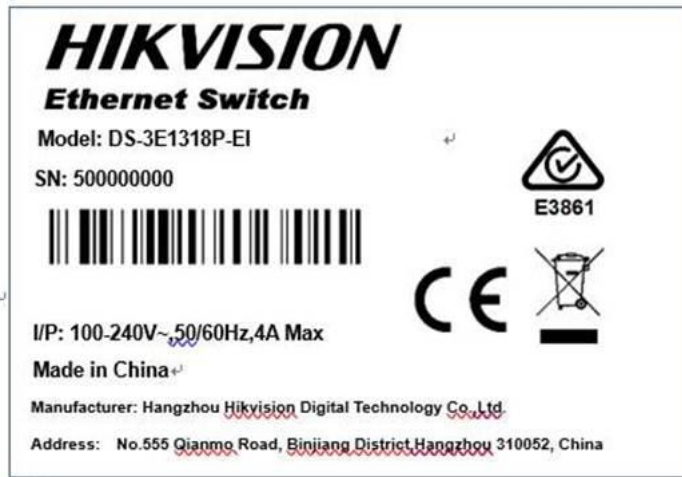 HIKVISION
Ethernet Switch
Model: DS-3E1318P-EI
SN: 500000000
E3861
CE
I/P: 100-240V~,50/60Hz,4A Max
Made in China
Manufacturer: Hangzhou Hikvision Digital Technology Co.,Ltd.
Address: No.555 Qianmo Road, Binjiang District,Hangzhou 310052, China